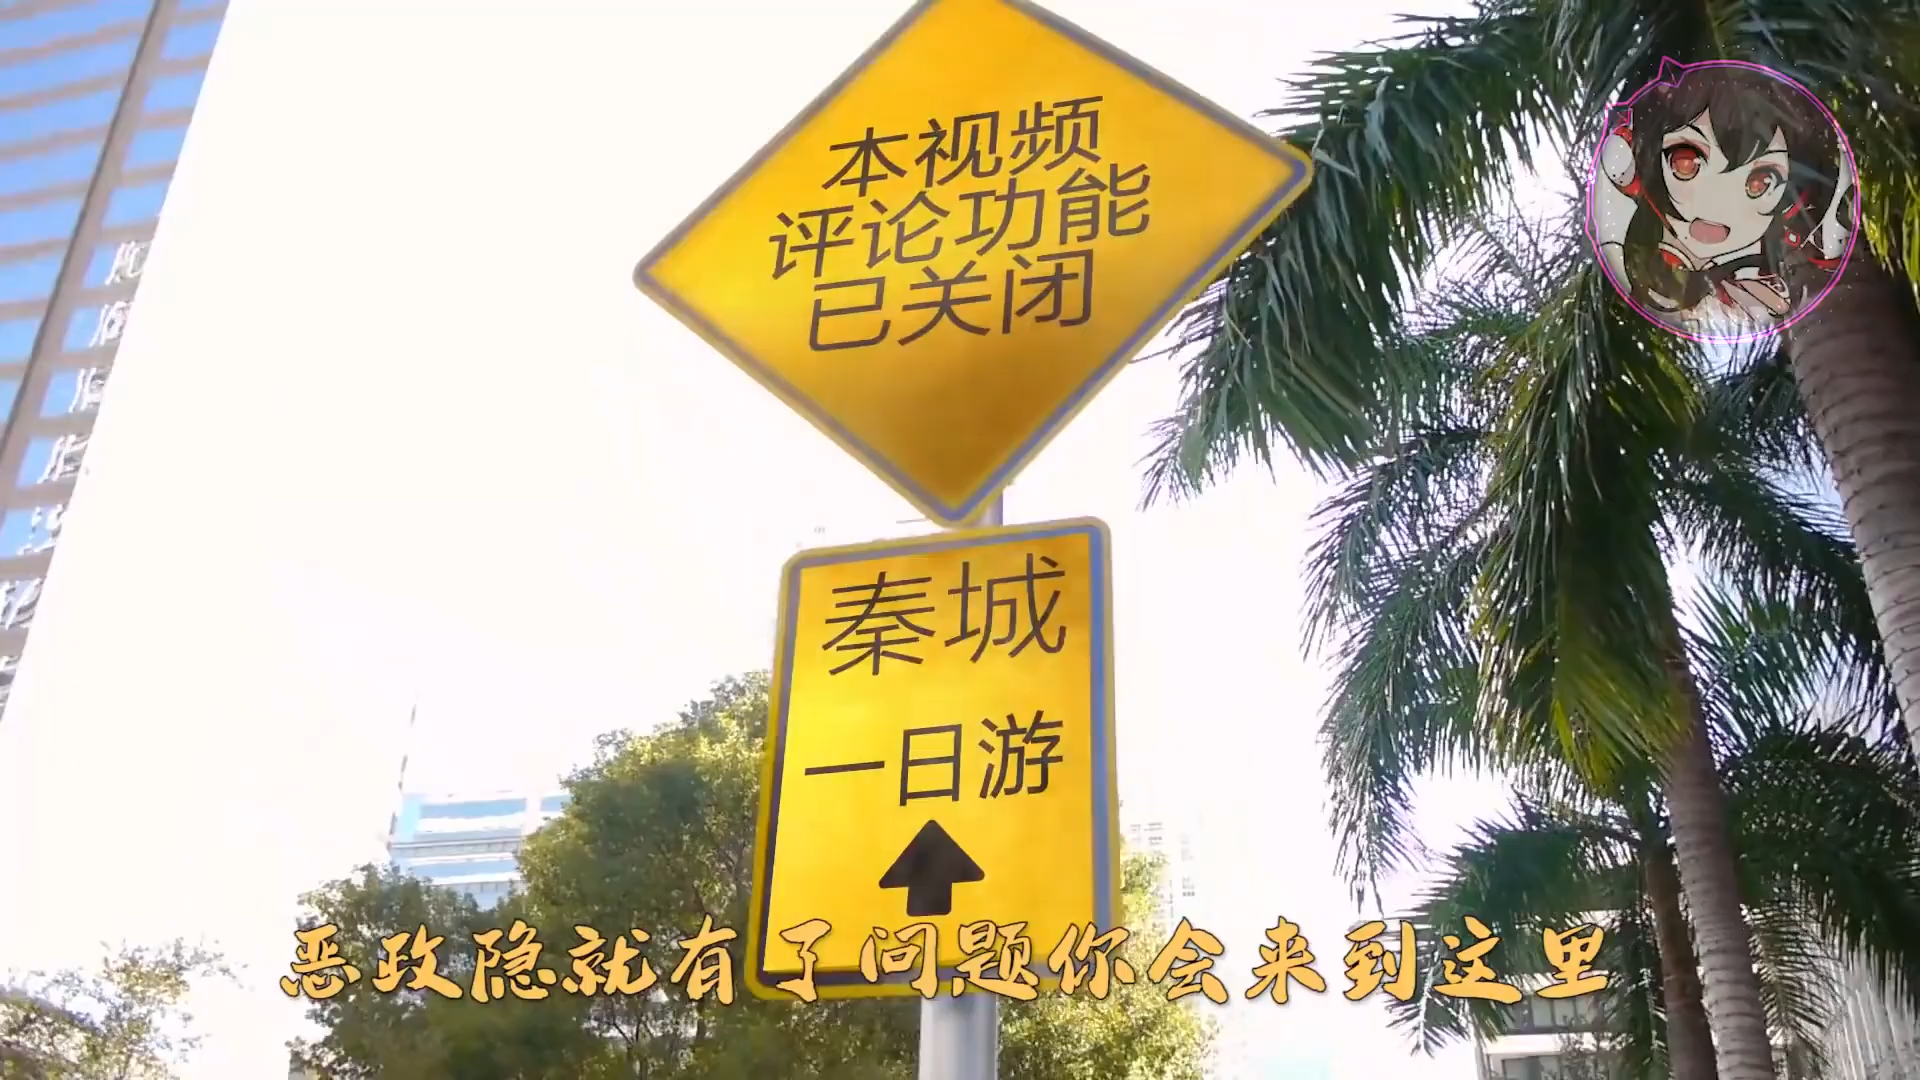 本视频
评论功能
已关闭
秦城
一日游
恶政隐就有了问题你会来到这里